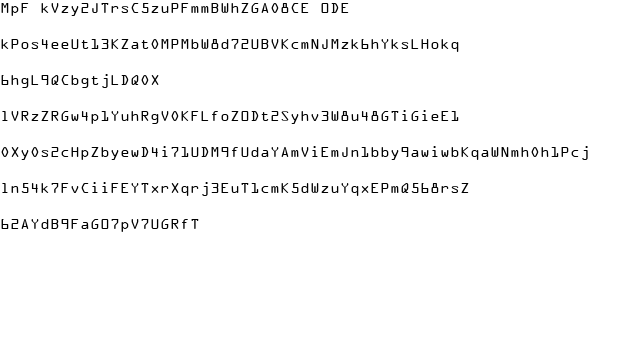 MpF kVzy2JTrsC5zuPFmmBWhZGA08CE ODE
kPos4eeUt13KZat0MPMbW8d72UBVKcmNJMzk6hYksLHokq
6hgL9QCbgtjLDQ0X
1VRzZRGw4p1YuhRgV0KFLfoZODt2Syhv3W8u48GTiGieE1
0Xy0s2cHpZbyewD4i71UDM9fUdaYAmViEmJn1bby9awiwbKqaWNmh0h1Pcj
1n54k7FvCiiFEYTxrXqrj3EuT1cmK5dWzuYqxEPmQ568rsZ
62AYdB9FaGO7pV7UGRfT